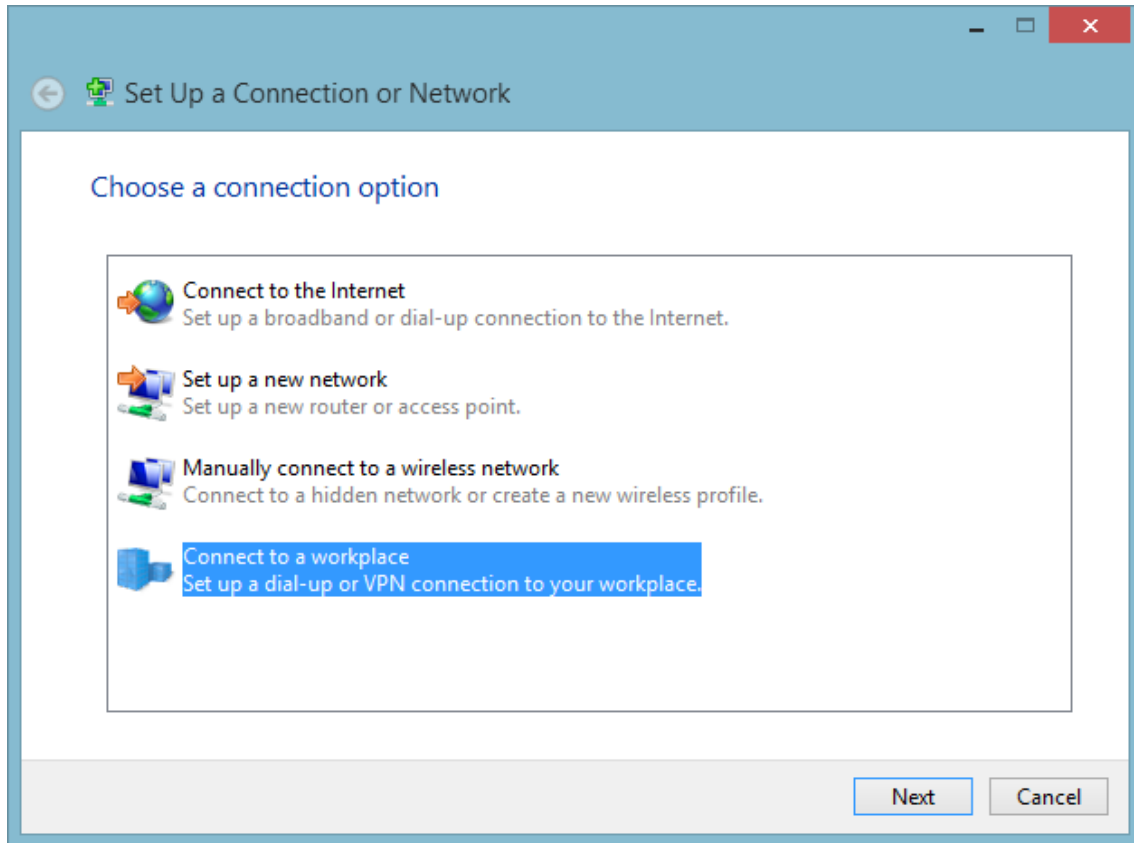 Set Up a Connection or Network
Choose a connection option
Connect to the Internet
Set up a broadband or dial-up connection to the Internet.
Set up a new network
Set up a new router or access point.
Manually connect to a wireless network
Connect to a hidden network or create a new wireless profile.
Connect to a workplace
Set up a dial-up or VPN connection to your workplace.
Next Cancel